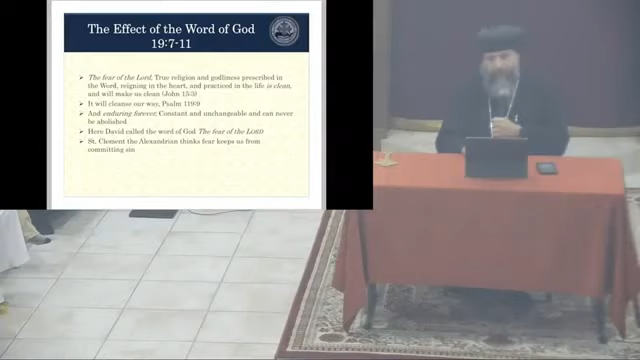 The Effect of the Word of God
19:7-11
The fear of the Lord, True religion and godliness prescribed in
the Word, reigning in the heart, and practiced in the life is clean,
and will make us clean (John 15:3)
It will cleanse our way, Psalm 119:9
And enduring forever; Constant and unchangeable and can never
be abolished
Here David called the word of God The fear of the LORD
St. Clement the Alexandrian thinks fear keeps us from
committing sin